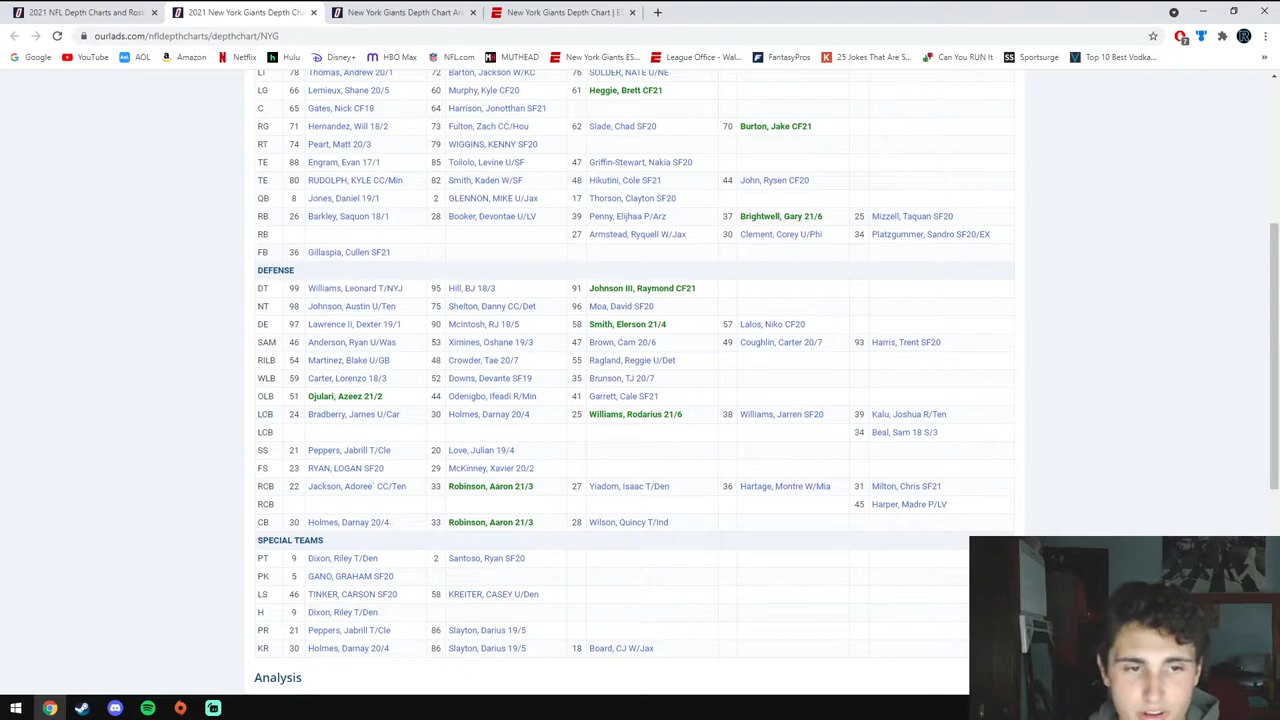 2021 NFL Depth Charts and Rost
2021 New York Giants Depth Cha
New York Giants Depth Chart Arc
New York Giants Depth Chart | ES
ourlads.com/nfldepthcharts/depthchart/NYG
Google YouTube AOL Amazon Netflix Hulu Disney+ HBO Max NFL.com MUTHEAD New York Giants ES... League Office - Wal... FantasyPros 25 Jokes That Are S... Can You RUN It Sportsurge Top 10 Best Vodka...
LT 78 Thomas, Andrew 20/1 72 Barton, Jackson W/KC 76 SOLDER, NATE U/NE
LG 66 Lemieux, Shane 20/5 60 Murphy, Kyle CF20 61 Heggie, Brett CF21
C 65 Gates, Nick CF18 64 Harrison, Jonotthan SF21
RG 71 Hernandez, Will 18/2 73 Fulton, Zach CC/Hou 62 Slade, Chad SF20 70 Burton, Jake CF21
RT 74 Peart, Matt 20/3 79 WIGGINS, KENNY SF20
TE 88 Engram, Evan 17/1 85 Toilolo, Levine U/SF 47 Griffin-Stewart, Nakia SF20
TE 80 RUDOLPH, KYLE CC/Min 82 Smith, Kaden W/SF 48 Hikutini, Cole SF21 44 John, Rysen CF20
QB 8 Jones, Daniel 19/1 2 GLENNON, MIKE U/Jax 17 Thorson, Clayton SF20
RB 26 Barkley, Saquon 18/1 28 Booker, Devontae U/LV 39 Penny, Elijhaa P/Arz 37 Brightwell, Gary 21/6 25 Mizzell, Taquan SF20
RB 27 Armstead, Ryquell W/Jax 30 Clement, Corey U/Phi 34 Platzgummer, Sandro SF20/EX
FB 36 Gillaspia, Cullen SF21
DEFENSE
DT 99 Williams, Leonard T/NYJ 95 Hill, BJ 18/3 91 Johnson III, Raymond CF21
NT 98 Johnson, Austin U/Ten 75 Shelton, Danny CC/Det 96 Moa, David SF20
DE 97 Lawrence II, Dexter 19/1 90 McIntosh, RJ 18/5 58 Smith, Elerson 21/4 57 Lalos, Niko CF20
SAM 46 Anderson, Ryan U/Was 53 Ximines, Oshane 19/3 47 Brown, Cam 20/6 49 Coughlin, Carter 20/7 93 Harris, Trent SF20
RILB 54 Martinez, Blake U/GB 48 Crowder, Tae 20/7 55 Ragland, Reggie U/Det
WLB 59 Carter, Lorenzo 18/3 52 Downs, Devante SF19 35 Brunson, TJ 20/7
OLB 51 Ojulari, Azeez 21/2 44 Odenigbo, Ifeadi R/Min 41 Garrett, Cale SF21
LCB 24 Bradberry, James U/Car 30 Holmes, Darnay 20/4 25 Williams, Rodarius 21/6 38 Williams, Jarren SF20 39 Kalu, Joshua R/Ten
LCB 34 Beal, Sam 18 S/3
SS 21 Peppers, Jabrill T/Cle 20 Love, Julian 19/4
FS 23 RYAN, LOGAN SF20 29 McKinney, Xavier 20/2
RCB 22 Jackson, Adoree` CC/Ten 33 Robinson, Aaron 21/3 27 Yiadom, Isaac T/Den 36 Hartage, Montre W/Mia 31 Milton, Chris SF21
RCB 45 Harper, Madre P/LV
CB 30 Holmes, Darnay 20/4 33 Robinson, Aaron 21/3 28 Wilson, Quincy T/Ind
SPECIAL TEAMS
PT 9 Dixon, Riley T/Den 2 Santoso, Ryan SF20
PK 5 GANO, GRAHAM SF20
LS 46 TINKER, CARSON SF20 58 KREITER, CASEY U/Den
H 9 Dixon, Riley T/Den
PR 21 Peppers, Jabrill T/Cle 86 Slayton, Darius 19/5
KR 30 Holmes, Darnay 20/4 86 Slayton, Darius 19/5 18 Board, CJ W/Jax
Analysis